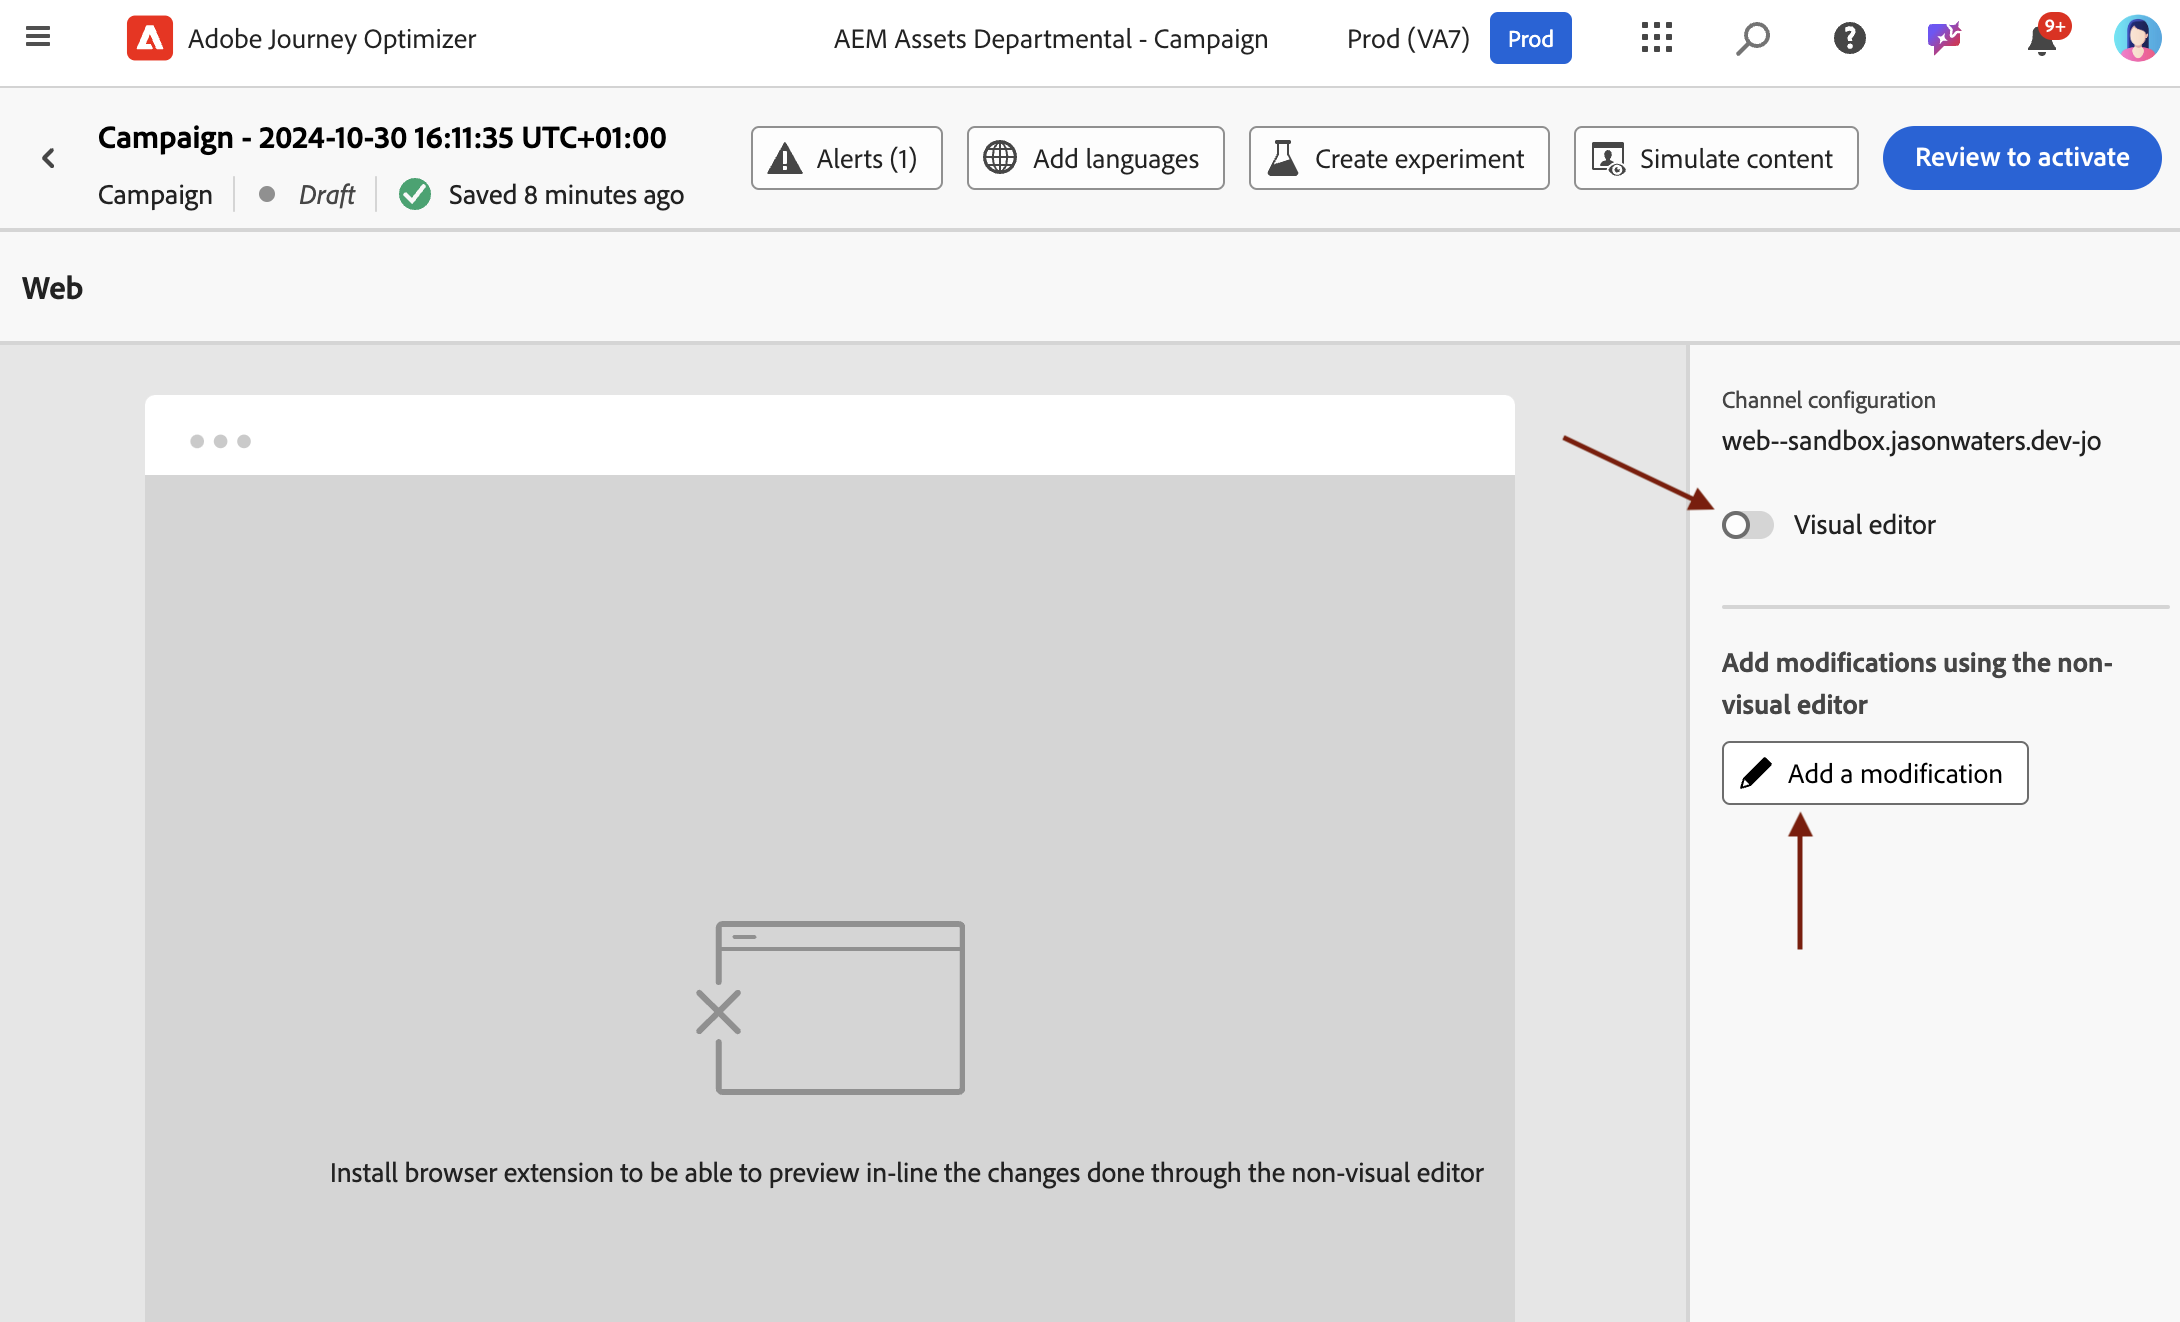 Adobe Journey Optimizer
AEM Assets Departmental - Campaign
Prod (VA7)
Prod
9+
Campaign - 2024-10-30 16:11:35 UTC+01:00
Campaign
Draft
Saved 8 minutes ago
Alerts (1)
Add languages
Create experiment
Simulate content
Review to activate
Web
Channel configuration
web--sandbox.jasonwaters.dev-jo
Visual editor
Add modifications using the non-
visual editor
Add a modification
Install browser extension to be able to preview in-line the changes done through the non-visual editor